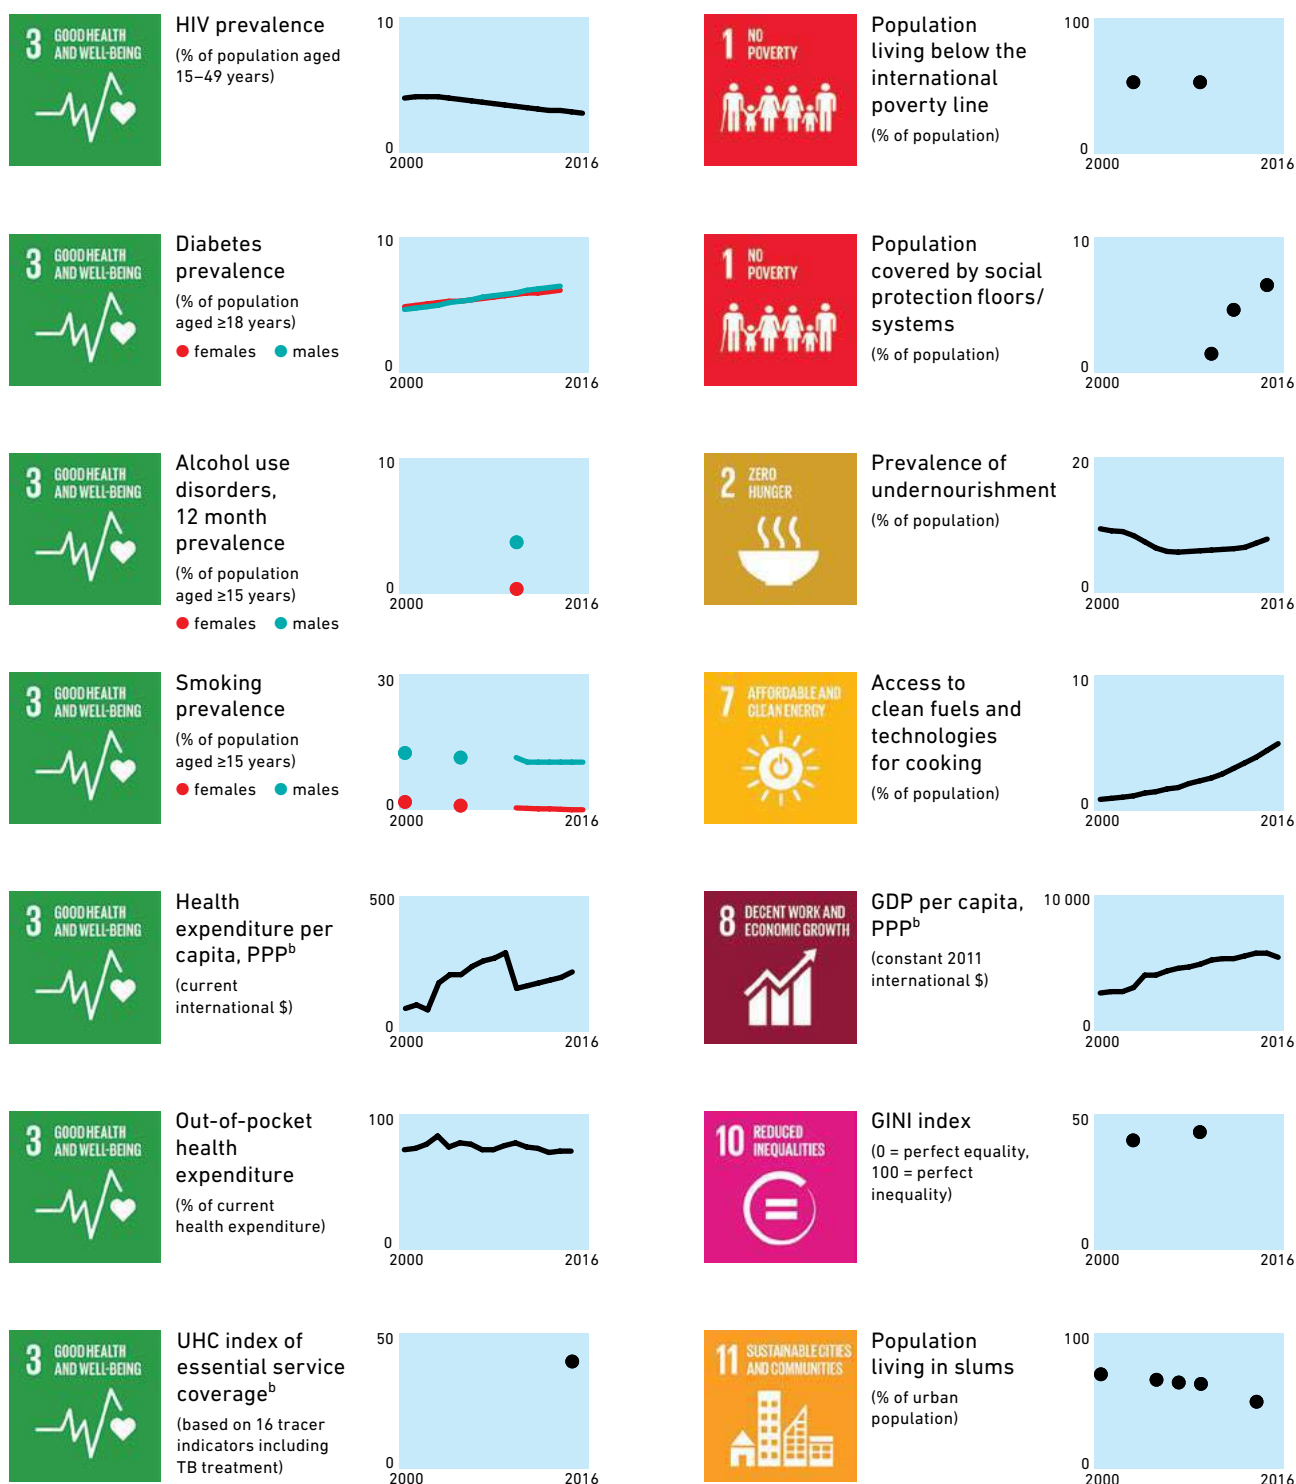 3 GOOD HEALTH
AND WELL-BEING
HIV prevalence
(% of population aged
15–49 years)
10
0
2000 2016
1 NO
POVERTY
Population
living below the
international
poverty line
(% of population)
100
0
2000 2016
3 GOOD HEALTH
AND WELL-BEING
Diabetes
prevalence
(% of population
aged ≥18 years)
females males
10
0
2000 2016
1 NO
POVERTY
Population
covered by social
protection floors/
systems
(% of population)
10
0
2000 2016
3 GOOD HEALTH
AND WELL-BEING
Alcohol use
disorders,
12 month
prevalence
(% of population
aged ≥15 years)
females males
10
0
2000 2016
2 ZERO
HUNGER
Prevalence of
undernourishment
(% of population)
20
0
2000 2016
3 GOOD HEALTH
AND WELL-BEING
Smoking
prevalence
(% of population
aged ≥15 years)
females males
30
0
2000 2016
7 AFFORDABLE AND
CLEAN ENERGY
Access to
clean fuels and
technologies
for cooking
(% of population)
10
0
2000 2016
3 GOOD HEALTH
AND WELL-BEING
Health
expenditure per
capita, PPPᵇ
(current
international $)
500
0
2000 2016
8 DECENT WORK AND
ECONOMIC GROWTH
GDP per capita,
PPPᵇ
(constant 2011
international $)
10 000
0
2000 2016
3 GOOD HEALTH
AND WELL-BEING
Out-of-pocket
health
expenditure
(% of current
health expenditure)
100
0
2000 2016
10 REDUCED
INEQUALITIES
GINI index
(0 = perfect equality,
100 = perfect
inequality)
50
0
2000 2016
3 GOOD HEALTH
AND WELL-BEING
UHC index of
essential service
coverageᵇ
(based on 16 tracer
indicators including
TB treatment)
50
0
2000 2016
11 SUSTAINABLE CITIES
AND COMMUNITIES
Population
living in slums
(% of urban
population)
100
0
2000 2016